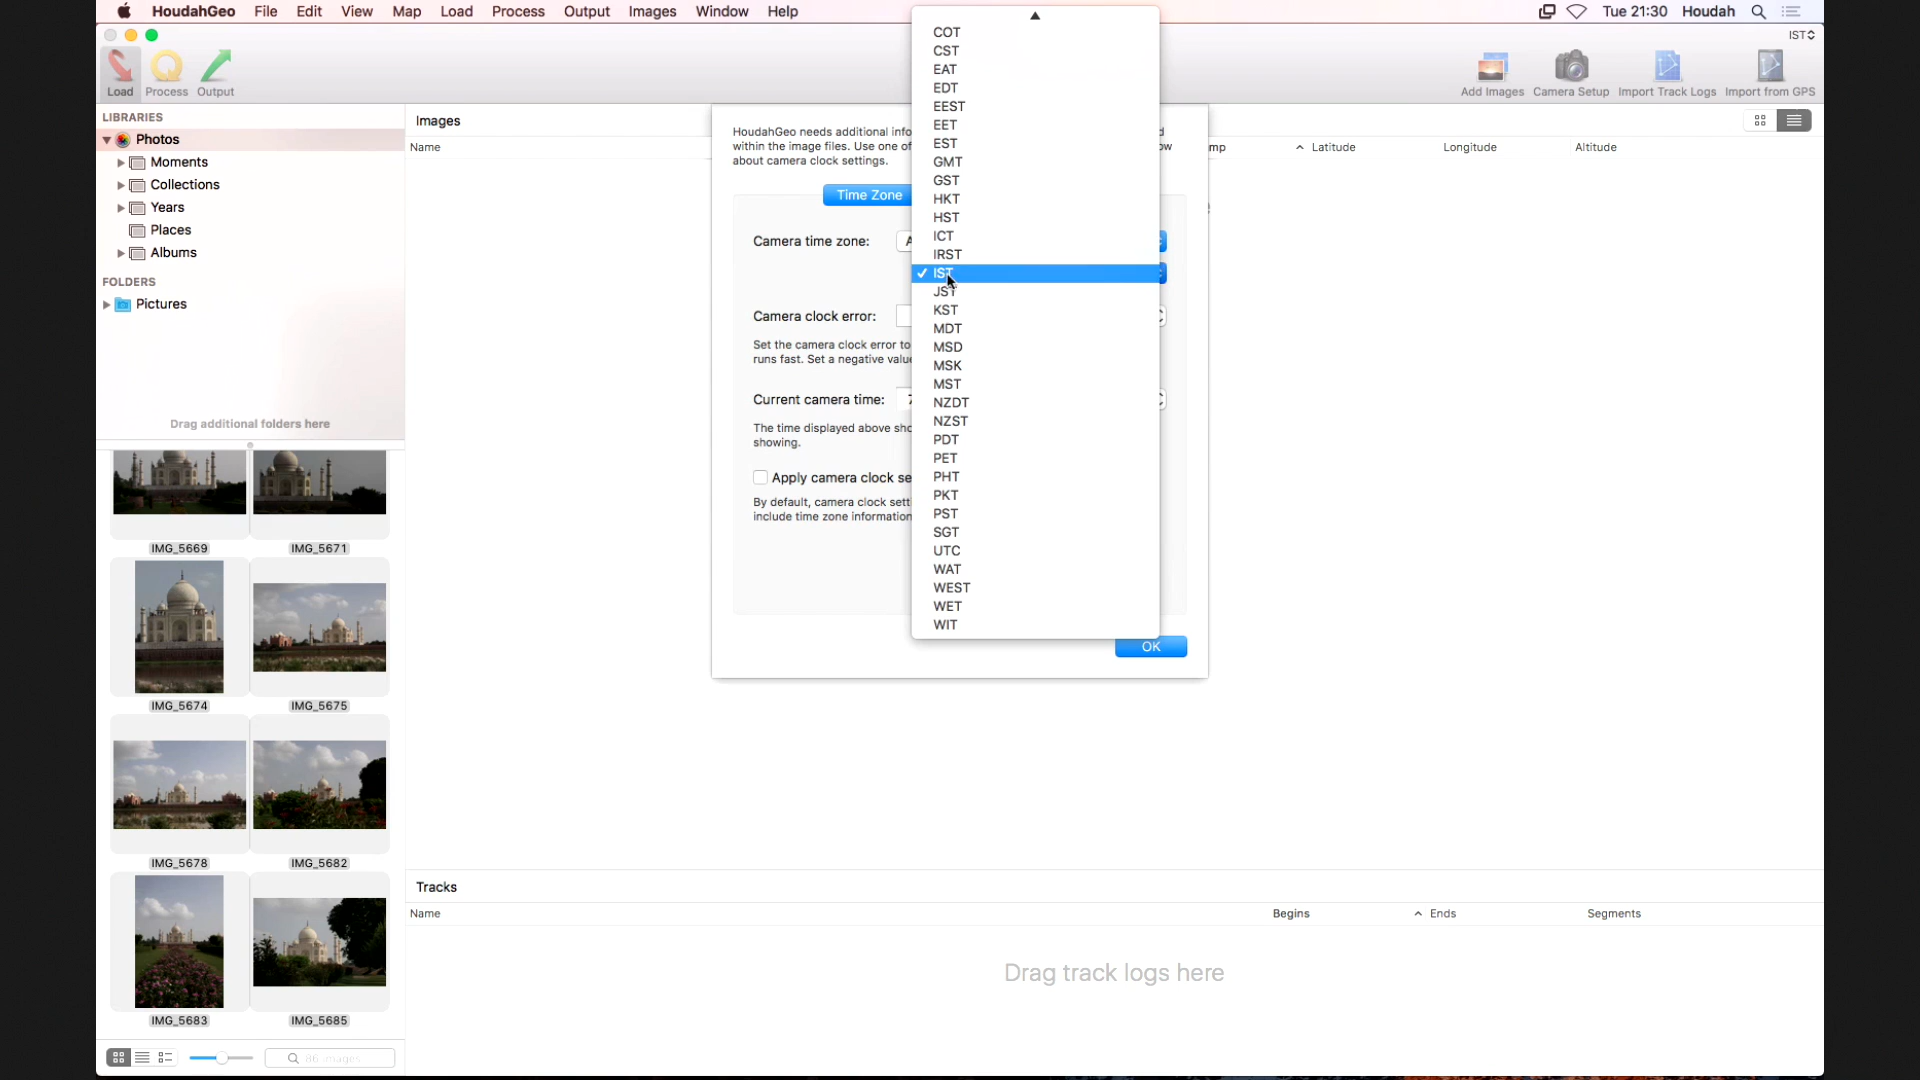 HoudahGeo File Edit View Map Load Process Output Images Window Help
Tue 21:30 Houdah
IST
Load Process Output
Add Images Camera Setup Import Track Logs Import from GPS
LIBRARIES
Photos
Moments
Collections
Years
Places
Albums
FOLDERS
Pictures
Drag additional folders here
IMG_5669 IMG_5671
IMG_5674 IMG_5675
IMG_5678 IMG_5682
IMG_5683 IMG_5685
86 images
Images
Name
Latitude Longitude Altitude
HoudahGeo needs additional
within the image files. Use one of
about camera clock settings.
Time Zone
Camera time zone:
Camera clock error:
Set the camera clock error to
runs fast. Set a negative
Current camera time:
The time displayed above
showing.
Apply camera clock
By default, camera clock
include time zone information
COT
CST
EAT
EDT
EEST
EET
EST
GMT
GST
HKT
HST
ICT
IRST
✓ IST
JST
KST
MDT
MSD
MSK
MST
NZDT
NZST
PDT
PET
PHT
PKT
PST
SGT
UTC
WAT
WEST
WET
WIT
OK
Tracks
Name Begins Ends Segments
Drag track logs here